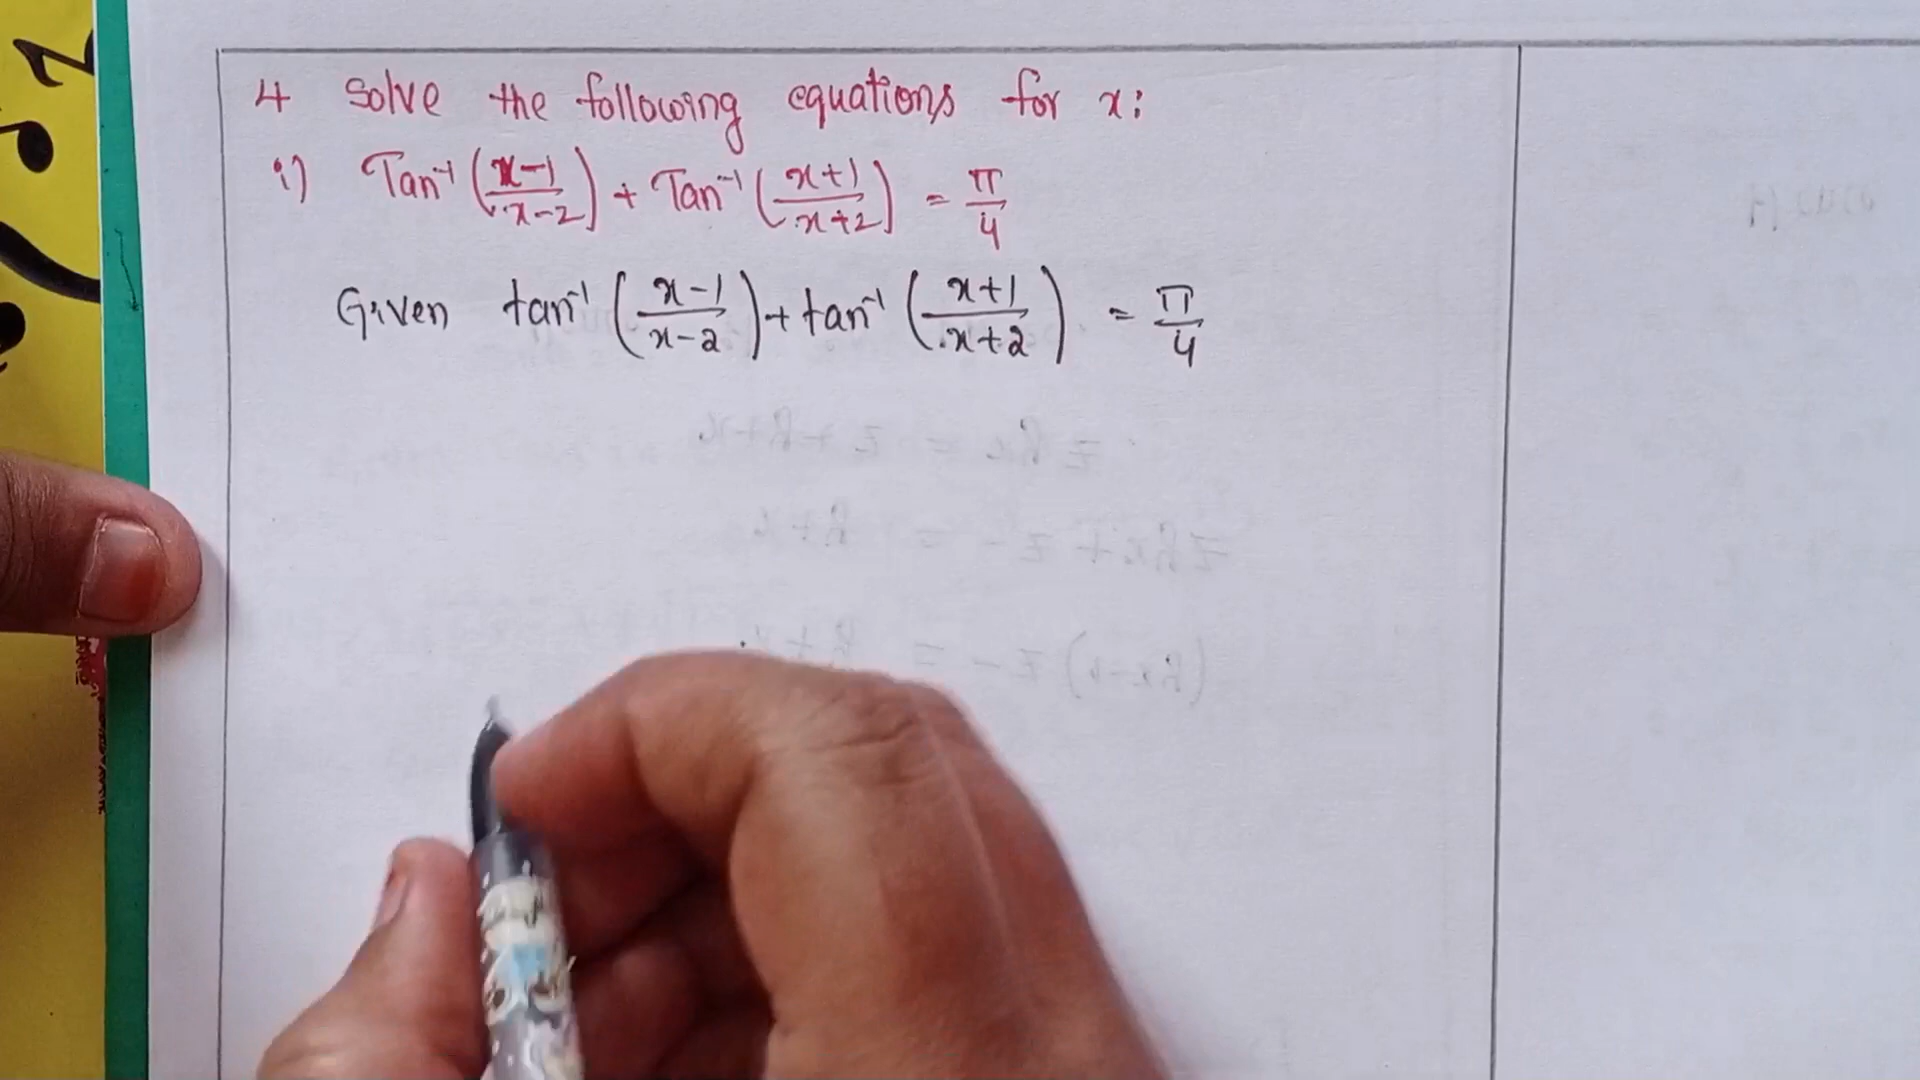 4 Solve the following equations for x:
i) Tan⁻¹ (x-1/x-2) + Tan⁻¹ (x+1/x+2) = π/4
Given tan⁻¹ (x-1/x-2) + tan⁻¹ (x+1/x+2) = π/4